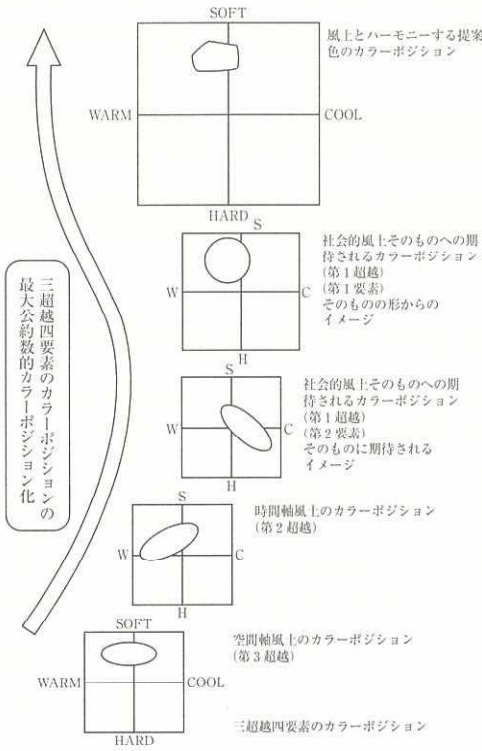 SOFT
風土とハーモニーする提案
色のカラーポジション
WARM
COOL
HARD
S
社会的風土そのものへの期
待されるカラーポジション
(第1超越)
(第1要素)
そのものの形からの
イメージ
W
C
H
S
社会的風土そのものへの期
待されるカラーポジション
(第1超越)
(第2要素)
そのものに期待される
イメージ
W
C
H
三超越四要素のカラーポジションの
最大公約数的カラーポジション化
S
時間軸風土のカラーポジション
(第2超越)
W
C
H
SOFT
空間軸風土のカラーポジション
(第3超越)
WARM
COOL
HARD
三超越四要素のカラーポジション